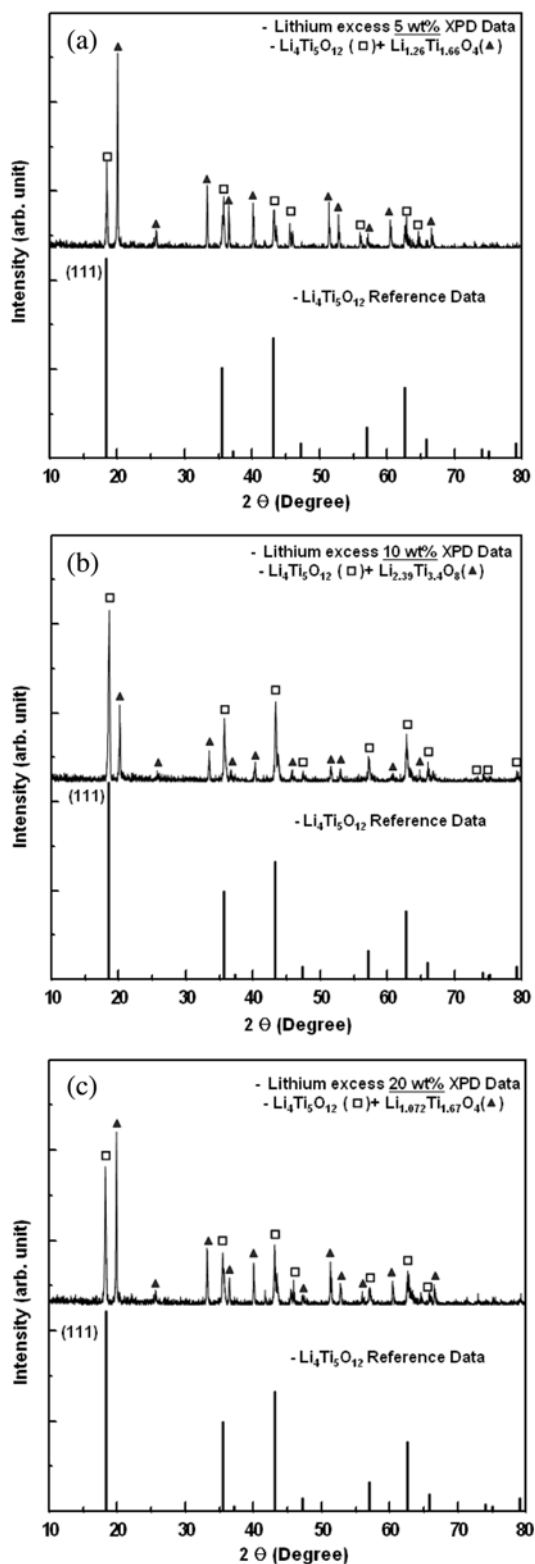 (a)
- Lithium excess 5 wt% XPD Data
- Li₄Ti₅O₁₂ (□)+ Li₁.₂₆Ti₁.₆₆O₄(▲)
Intensity (arb. unit)
(111)
- Li₄Ti₅O₁₂ Reference Data
10 20 30 40 50 60 70 80
2 Θ (Degree)
(b)
- Lithium excess 10 wt% XPD Data
- Li₄Ti₅O₁₂ (□)+ Li₂.₃₉Ti₃.₄O₈(▲)
Intensity (arb. unit)
(111)
- Li₄Ti₅O₁₂ Reference Data
10 20 30 40 50 60 70 80
2 Θ (Degree)
(c)
- Lithium excess 20 wt% XPD Data
- Li₄Ti₅O₁₂ (□)+ Li₁.₀₇₂Ti₁.₆₇O₄(▲)
Intensity (arb. unit)
(111)
- Li₄Ti₅O₁₂ Reference Data
10 20 30 40 50 60 70 80
2 Θ (Degree)